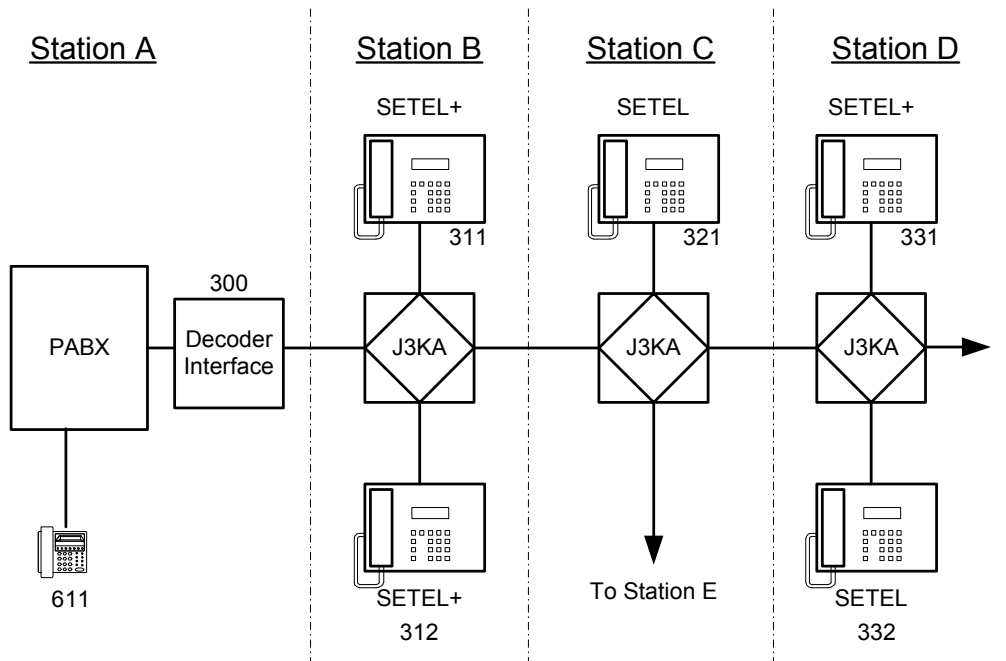 Station A
Station B
Station C
Station D
SETEL+
SETEL
SETEL+
311
321
331
300
PABX
Decoder
Interface
J3KA
J3KA
J3KA
611
SETEL+
312
To Station E
SETEL
332